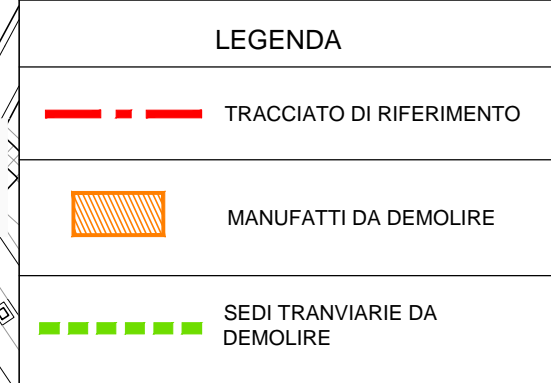 LEGENDA
TRACCIATO DI RIFERIMENTO
MANUFATTI DA DEMOLIRE
SEDI TRANVIARIE DA
DEMOLIRE